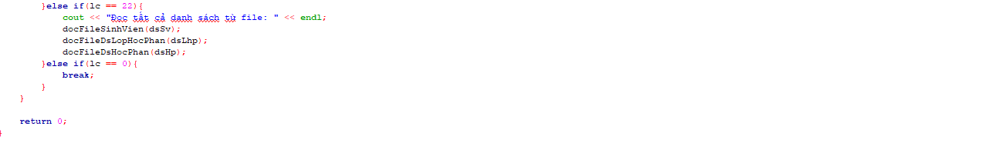 }else if(lc == 22){
cout << "Đọc tất cả danh sách từ file: " << endl;
docFileSinhVien(dsSv);
docFileDsLopHocPhan(dsLhp);
docFileDsHocPhan(dsHp);
}else if(lc == 0){
break;
}
}
return 0;
}